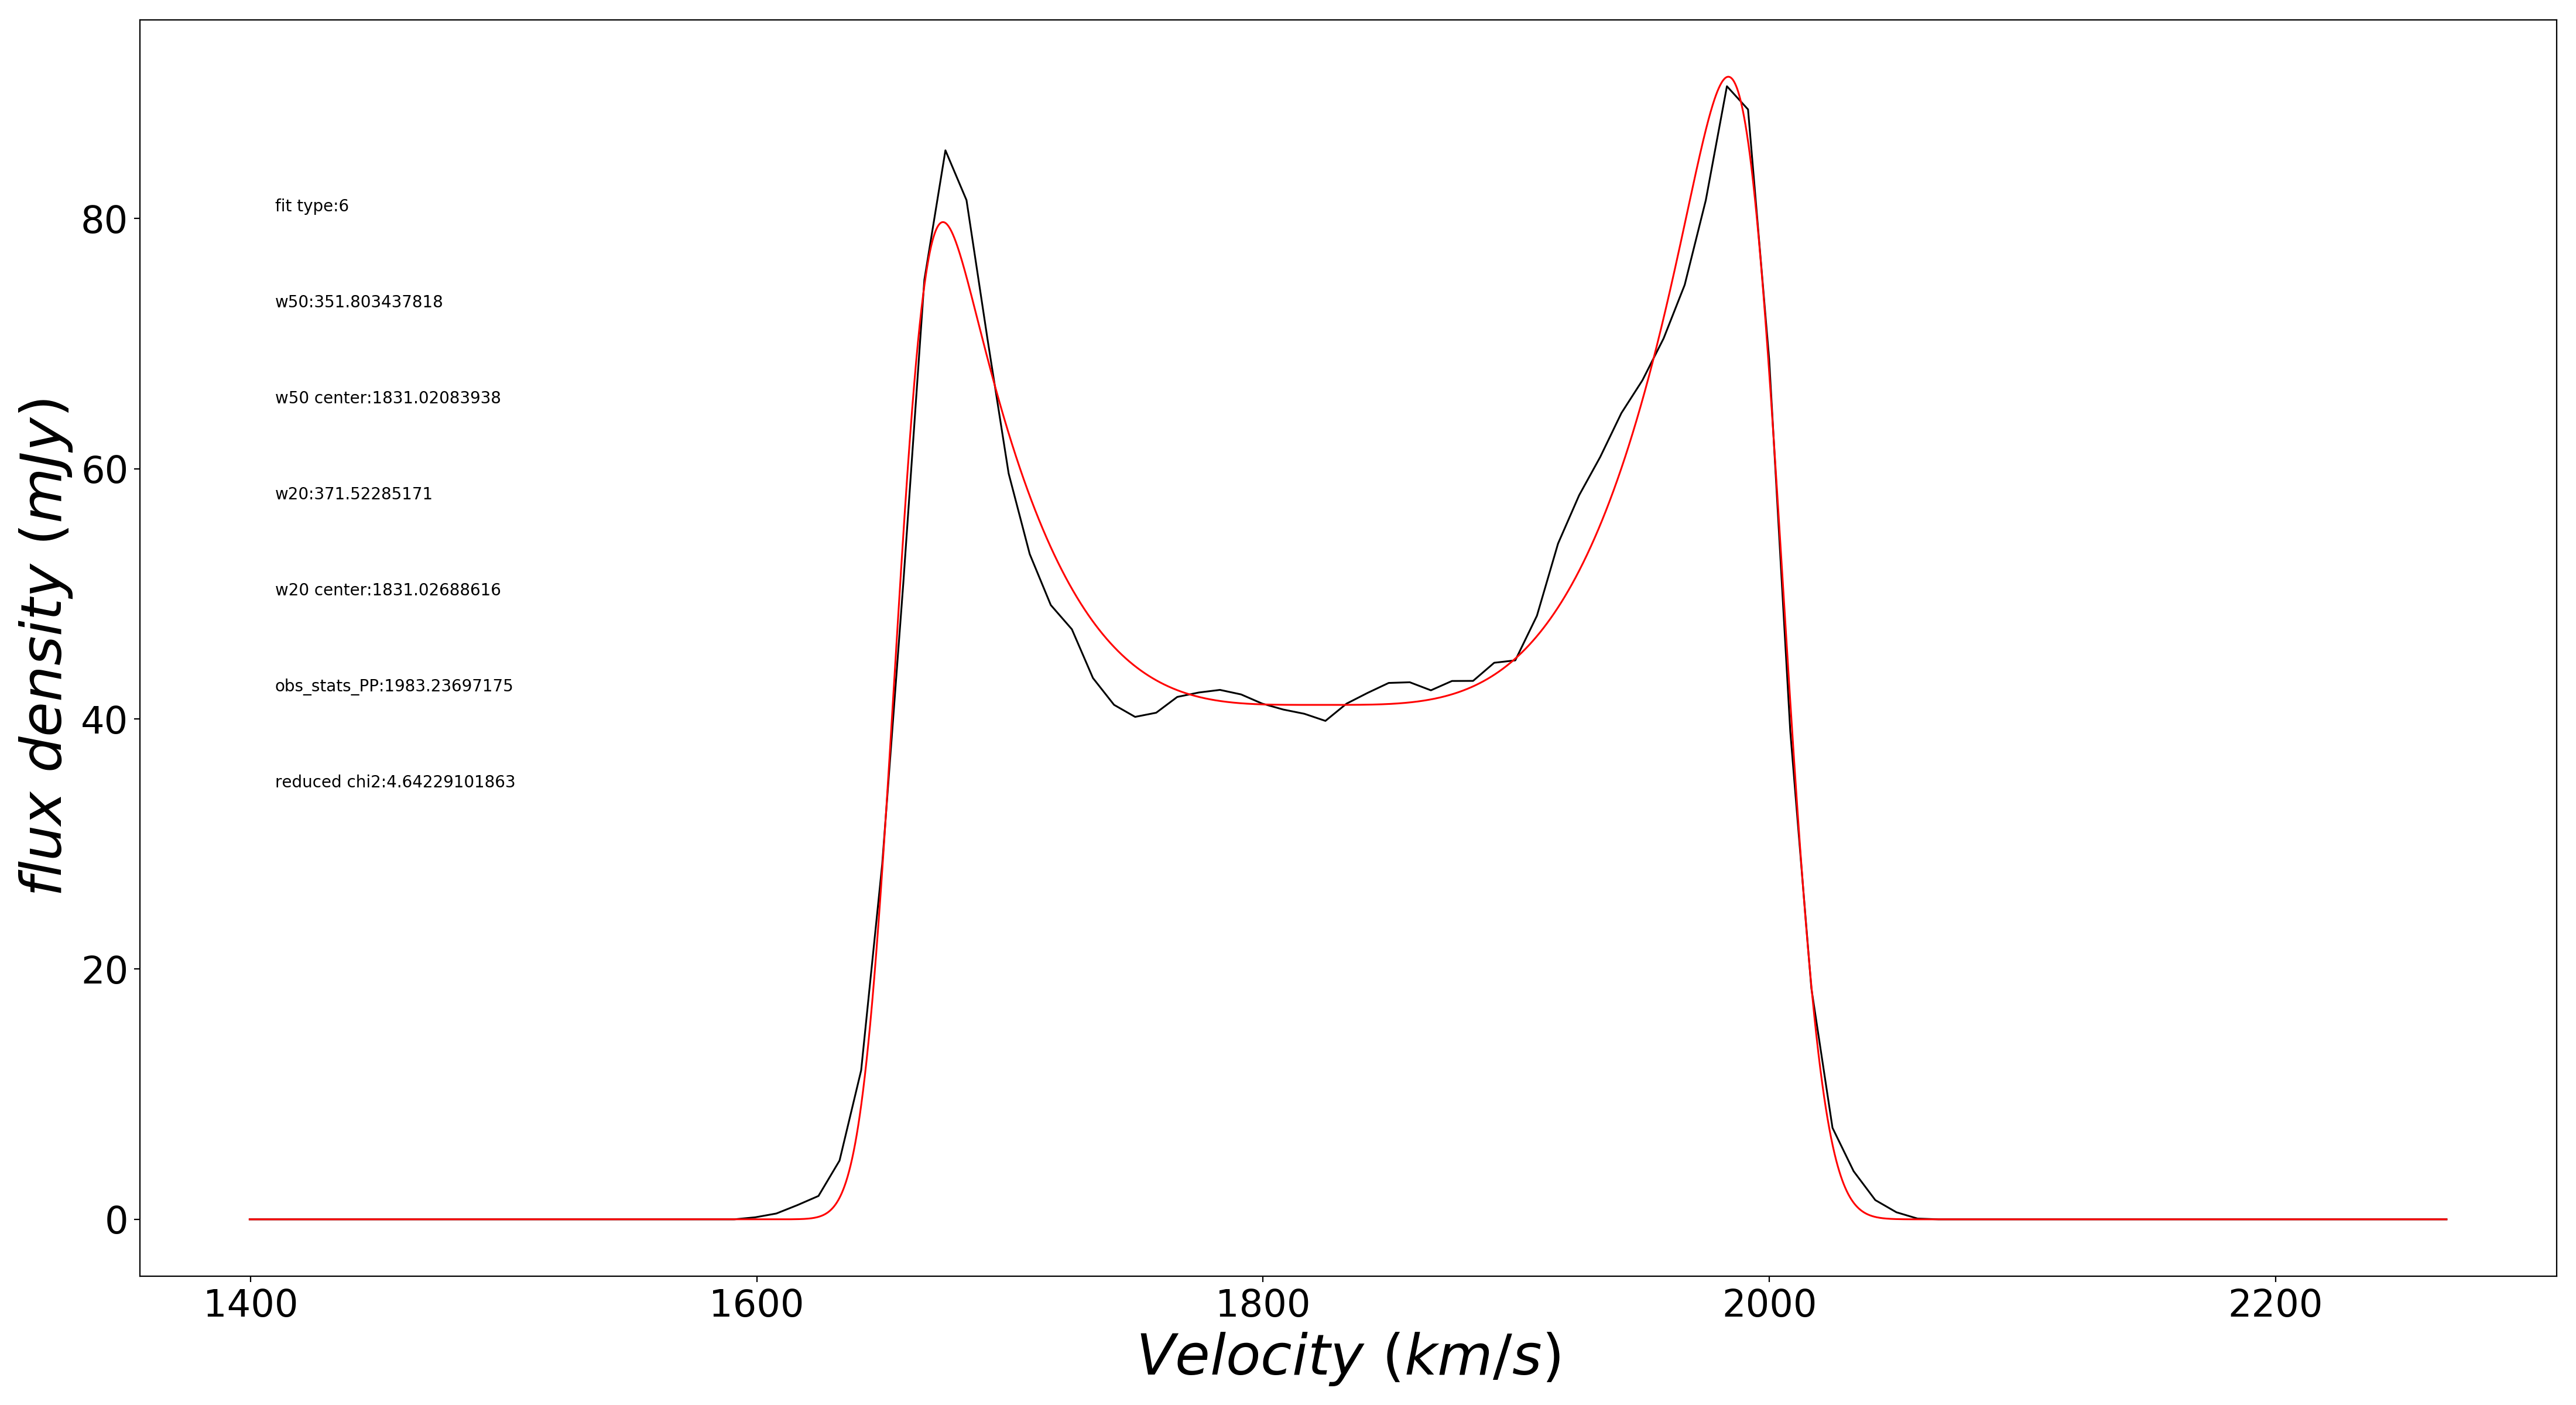 fit type:6
w50:351.803437818
w50 center:1831.02083938
w20:371.52285171
w20 center:1831.02688616
obs_stats_PP:1983.23697175
reduced chi2:4.64229101863
flux density (mJy)
80
60
40
20
0
1400 1600 1800 2000 2200
Velocity (km/s)